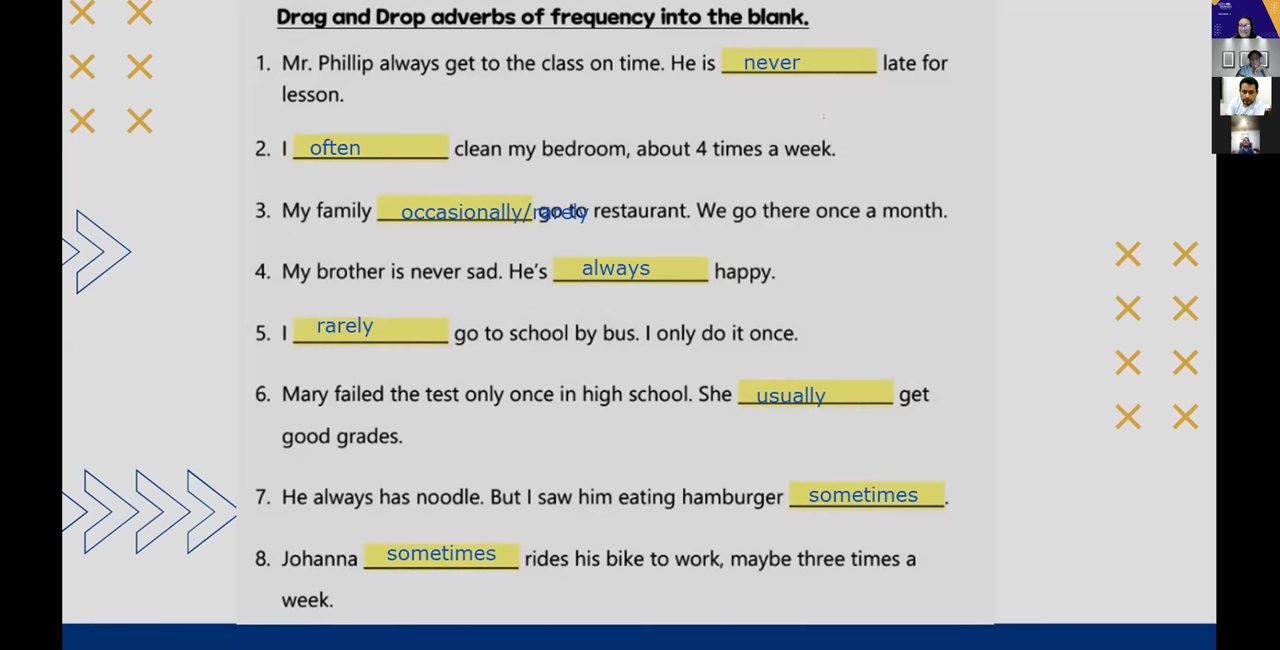 Drag and Drop adverbs of frequency into the blank.
1. Mr. Phillip always get to the class on time. He is never late for
lesson.
2. I often clean my bedroom, about 4 times a week.
3. My family occasionally/rarely go to restaurant. We go there once a month.
4. My brother is never sad. He's always happy.
5. I rarely go to school by bus. I only do it once.
6. Mary failed the test only once in high school. She usually get
good grades.
7. He always has noodle. But I saw him eating hamburger sometimes.
8. Johanna sometimes rides his bike to work, maybe three times a
week.